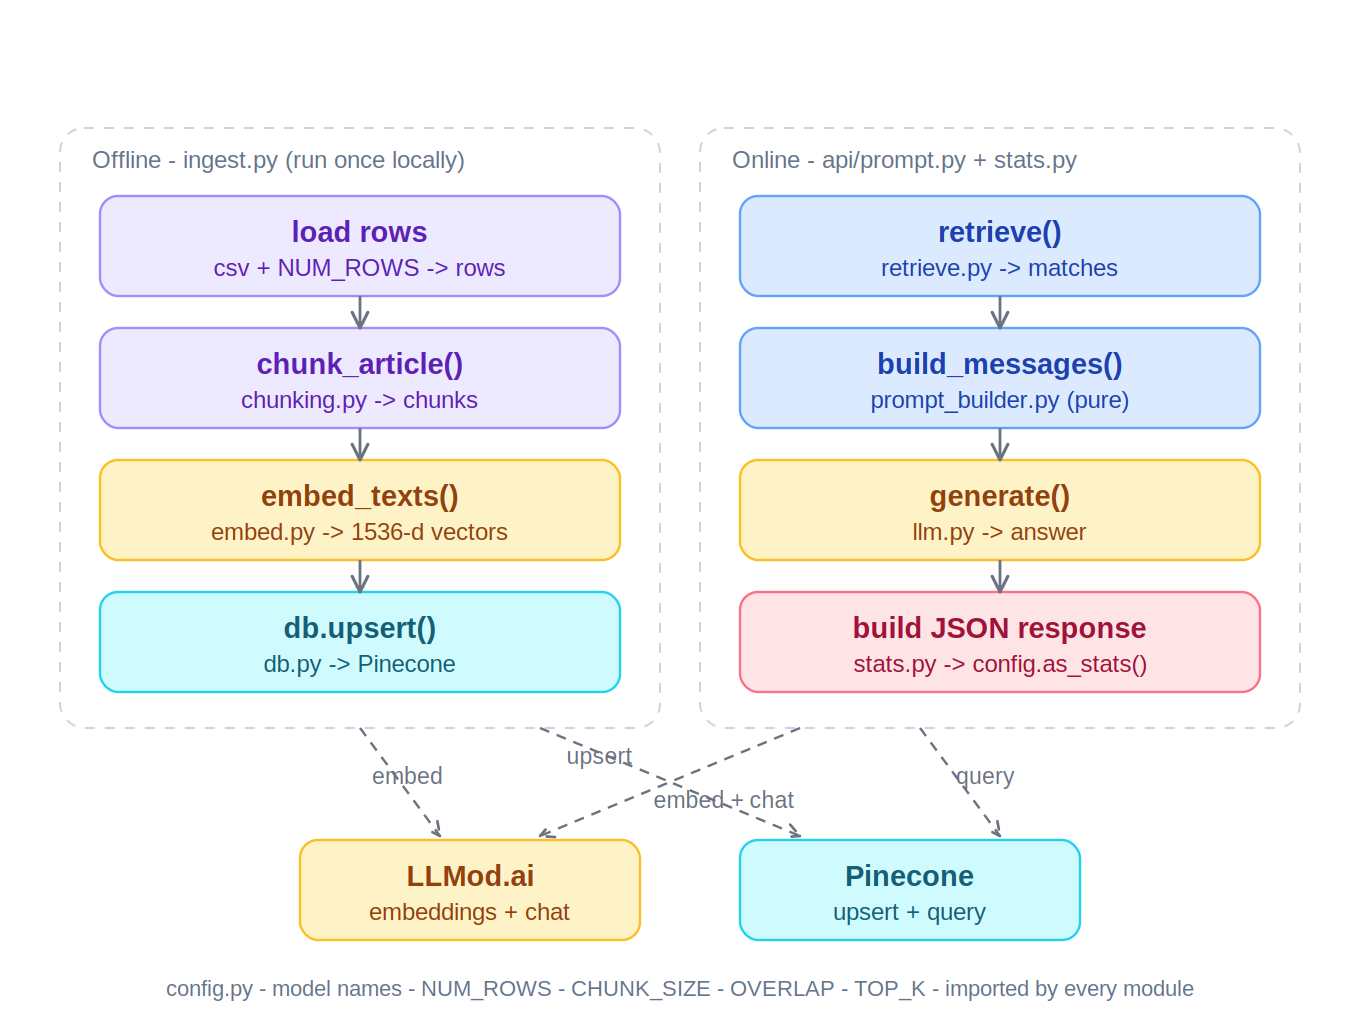 Offline - ingest.py (run once locally)
load rows
csv + NUM_ROWS -> rows
chunk_article()
chunking.py -> chunks
embed_texts()
embed.py -> 1536-d vectors
db.upsert()
db.py -> Pinecone
Online - api/prompt.py + stats.py
retrieve()
retrieve.py -> matches
build_messages()
prompt_builder.py (pure)
generate()
llm.py -> answer
build JSON response
stats.py -> config.as_stats()
upsert
embed
query
embed + chat
LLMod.ai
embeddings + chat
Pinecone
upsert + query
config.py - model names - NUM_ROWS - CHUNK_SIZE - OVERLAP - TOP_K - imported by every module